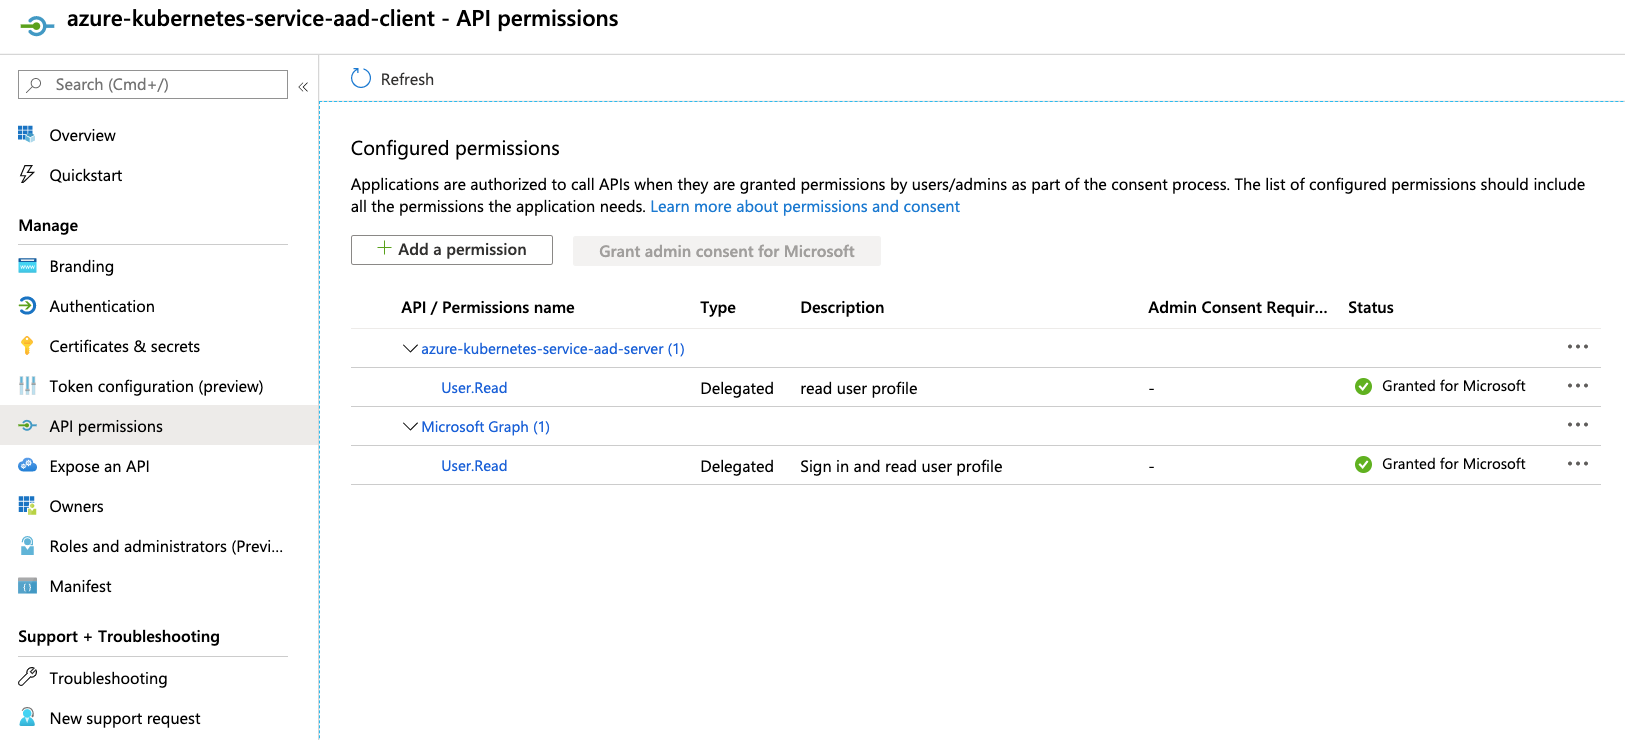 azure-kubernetes-service-aad-client - API permissions
Search (Cmd+/)
«
Refresh
Overview
Quickstart
Manage
Branding
Authentication
Certificates & secrets
Token configuration (preview)
API permissions
Expose an API
Owners
Roles and administrators (Previ...
Manifest
Support + Troubleshooting
Troubleshooting
New support request
Configured permissions
Applications are authorized to call APIs when they are granted permissions by users/admins as part of the consent process. The list of configured permissions should include
all the permissions the application needs. Learn more about permissions and consent
+ Add a permission Grant admin consent for Microsoft
API / Permissions name Type Description Admin Consent Requir... Status
azure-kubernetes-service-aad-server (1) ...
User.Read Delegated read user profile - Granted for Microsoft ...
Microsoft Graph (1) ...
User.Read Delegated Sign in and read user profile - Granted for Microsoft ...